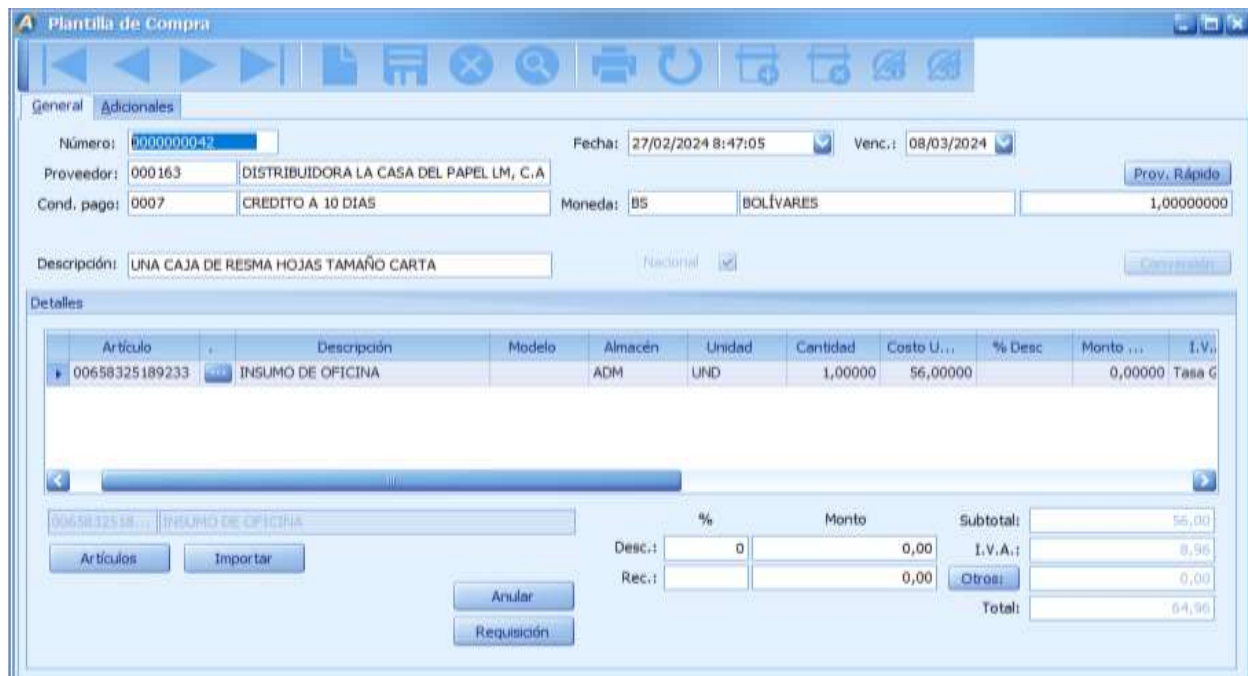 Plantilla de Compra
General Adicionales
Número: 0000000042 Fecha: 27/02/2024 8:47:05 Venc.: 08/03/2024
Proveedor: 000163 DISTRIBUIDORA LA CASA DEL PAPEL LM, C.A Prov. Rápido
Cond. pago: 0007 CREDITO A 10 DIAS Moneda: BS BOLÍVARES 1,00000000
Descripción: UNA CAJA DE RESMA HOJAS TAMAÑO CARTA Nacional Conversión
Detalles
Artículo . Descripción Modelo Almacén Unidad Cantidad Costo U... % Desc Monto ... I.V..
00658325189233 ... INSUMO DE OFICINA ADM UND 1,00000 56,00000 0,00000 Tasa G
0065832518... INSUMO DE OFICINA % Monto Subtotal: 56,00
Artículos Importar Desc.: 0 0,00 I.V.A.: 8,96
Rec.: 0,00 Otros: 0,00
Anular Total: 64,96
Requisición